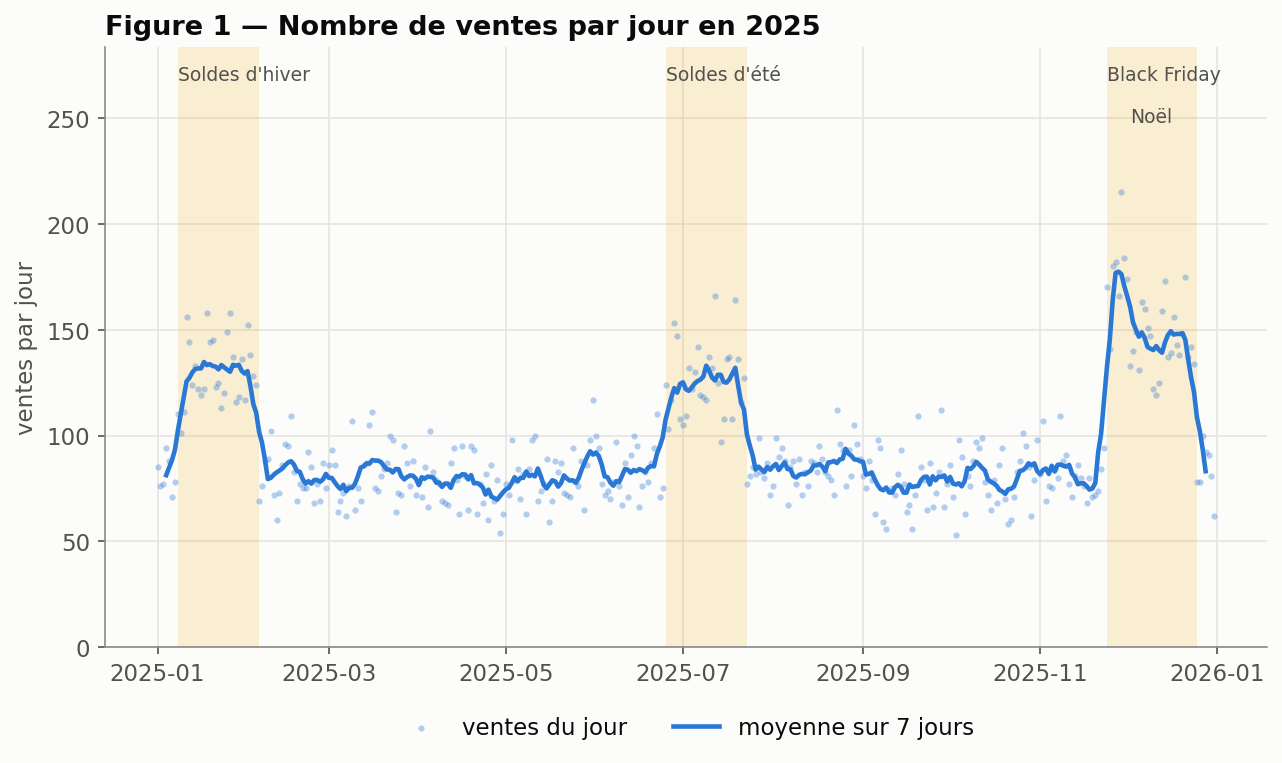 Figure 1 — Nombre de ventes par jour en 2025
Soldes d'hiver
Soldes d'été
Black Friday
Noël
ventes par jour
250
200
150
100
50
0
2025-01
2025-03
2025-05
2025-07
2025-09
2025-11
2026-01
ventes du jour
moyenne sur 7 jours